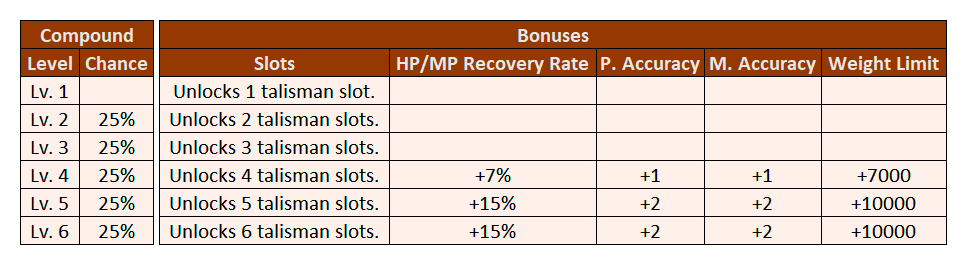 Compound Bonuses
Level Chance Slots HP/MP Recovery Rate P. Accuracy M. Accuracy Weight Limit
Lv. 1 Unlocks 1 talisman slot.
Lv. 2 25% Unlocks 2 talisman slots.
Lv. 3 25% Unlocks 3 talisman slots.
Lv. 4 25% Unlocks 4 talisman slots. +7% +1 +1 +7000
Lv. 5 25% Unlocks 5 talisman slots. +15% +2 +2 +10000
Lv. 6 25% Unlocks 6 talisman slots. +15% +2 +2 +10000